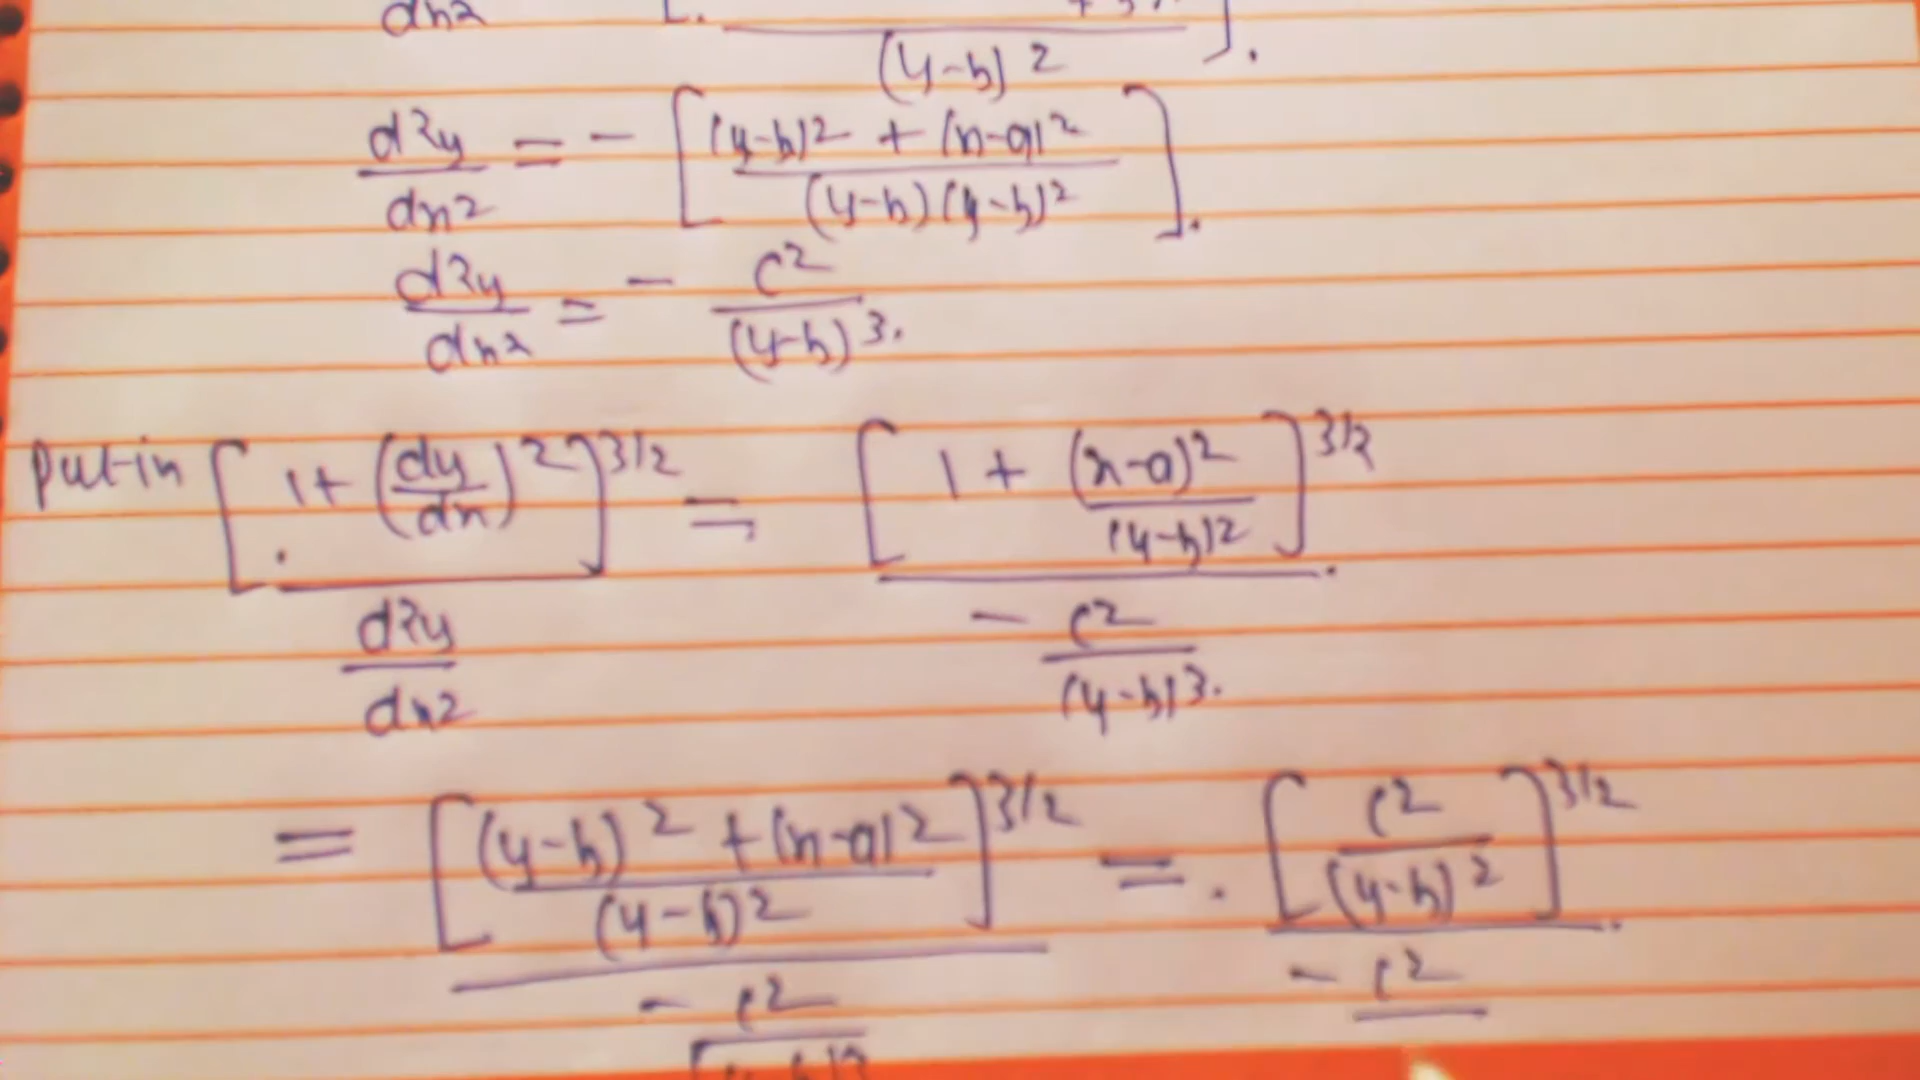 dx2 [ (y-b)2 ].
d2y/dx2 = - [ (y-b)2 + (x-a)2 / (y-b)(y-b)2 ].
d2y/dx2 = - c2/(y-b)3.
Put in [ 1+ (dy/dx)2 ]3/2 / d2y/dx2 = [ 1 + (x-a)2/(y-b)2 ]3/2 / - c2/(y-b)3.
= [ (y-b)2 + (x-a)2 / (y-b)2 ]3/2 / - c2 = [ c2/(y-b)2 ]3/2 / - c2